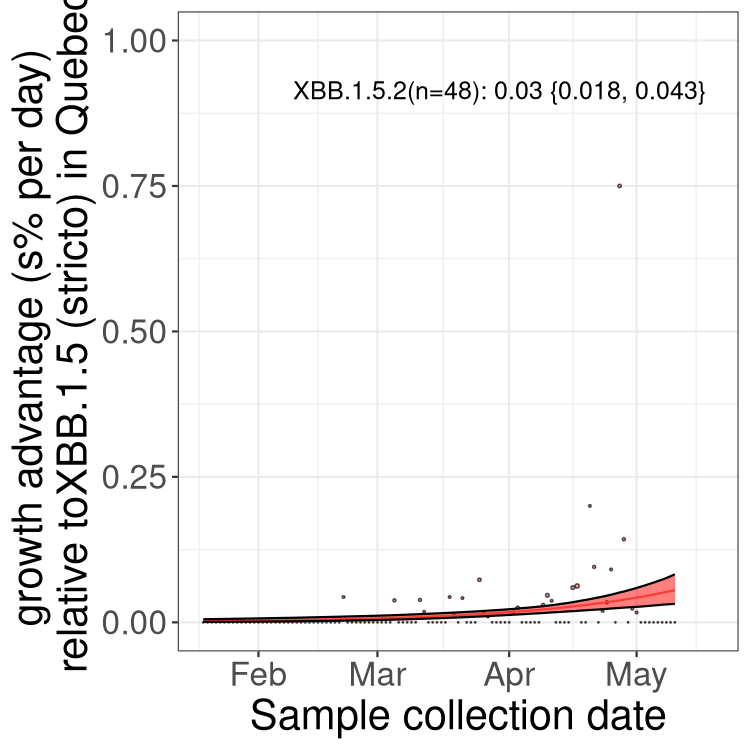 growth advantage (s% per day)
relative toXBB.1.5 (stricto) in Quebec
1.00
0.75
0.50
0.25
0.00
XBB.1.5.2(n=48): 0.03 {0.018, 0.043}
Feb Mar Apr May
Sample collection date